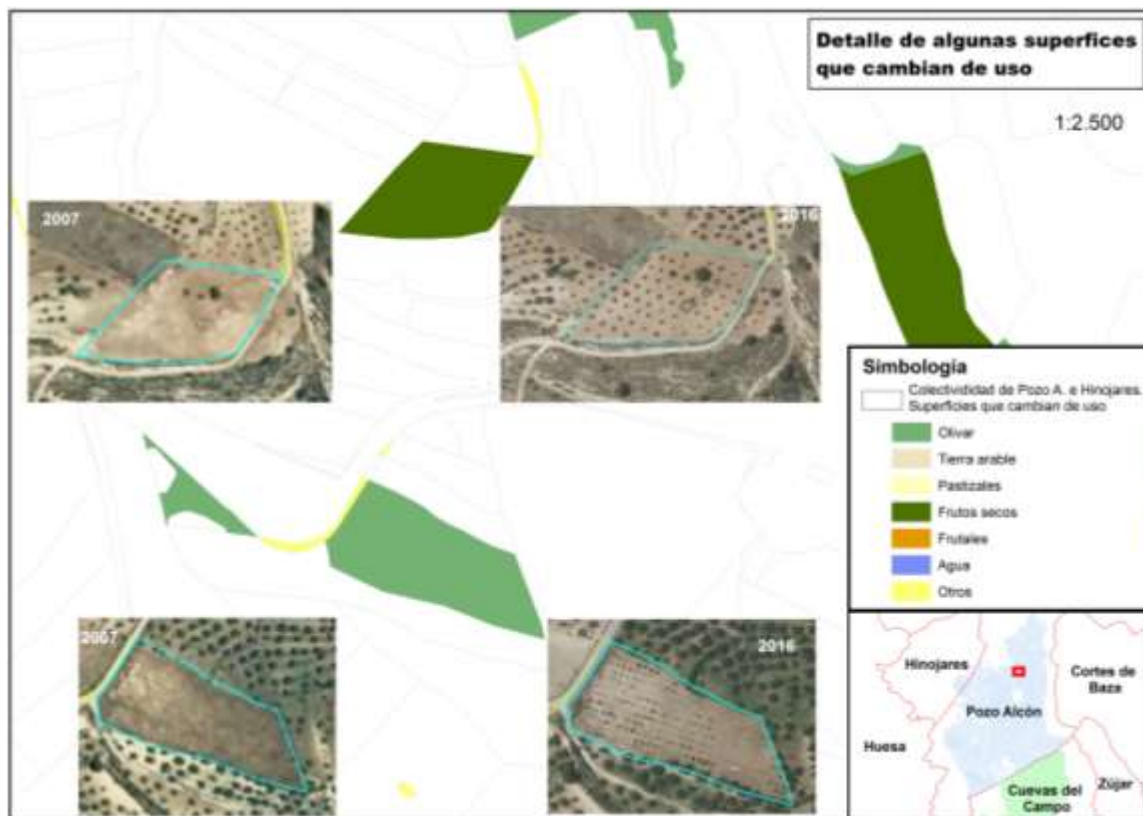 Detalle de algunas superfices
que cambian de uso
1:2.500
2007
2016
Simbología
Colectividad de Pozo A. e Hinojares.
Superficies que cambian de uso
Olivar
Tierra arable
Pastizales
Frutos secos
Frutales
Agua
Otros
2007
2016
Hinojares
Cortes de
Baza
Pozo Alcón
Huesa
Cuevas del
Campo
Zújar